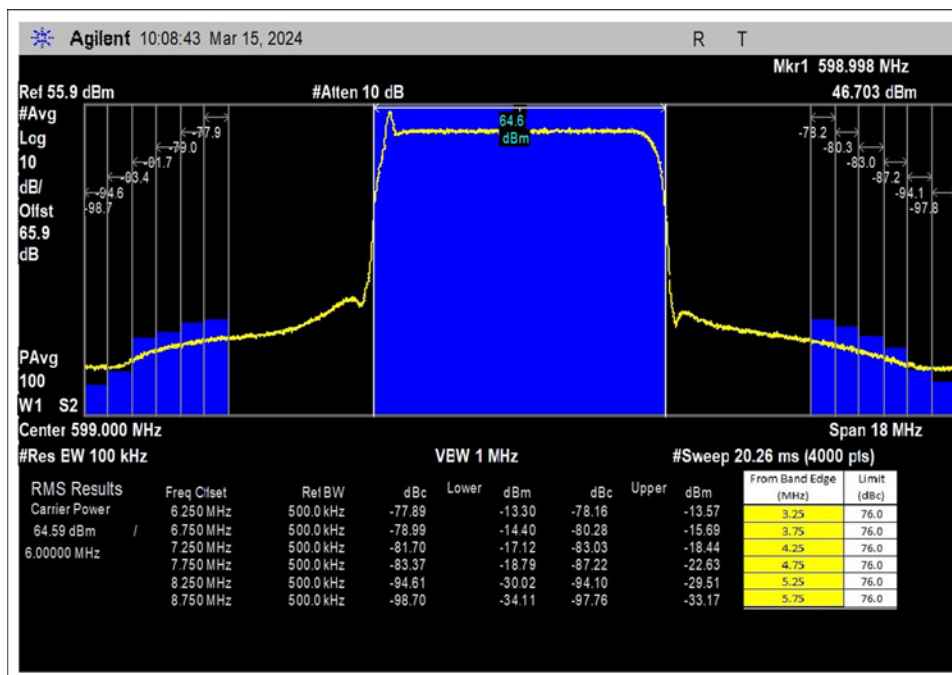 Agilent 10:08:43 Mar 15, 2024 R T
Mkr1 598.998 MHz
Ref 55.9 dBm #Atten 10 dB 46.703 dBm
#Avg
Log
10
dB/
Offst
65.9
dB
-98.7 -94.6 -83.4 -81.7 -79.0 -77.9
64.6
dBm
-78.2 -80.3 -83.0 -87.2 -94.1 -97.8
PAvg
100
W1 S2
Center 599.000 MHz Span 18 MHz
#Res BW 100 kHz VBW 1 MHz #Sweep 20.26 ms (4000 pts)
RMS Results Freq Offset Ref BW dBc Lower dBm dBc Upper dBm
Carrier Power 6.250 MHz 500.0 kHz -77.89 -13.30 -78.16 -13.57
64.59 dBm / 6.750 MHz 500.0 kHz -78.99 -14.40 -80.28 -15.69
6.00000 MHz 7.250 MHz 500.0 kHz -81.70 -17.12 -83.03 -18.44
7.750 MHz 500.0 kHz -83.37 -18.79 -87.22 -22.63
8.250 MHz 500.0 kHz -94.61 -30.02 -94.10 -29.51
8.750 MHz 500.0 kHz -98.70 -34.11 -97.76 -33.17
From Band Edge Limit
(MHz) (dBc)
3.25 76.0
3.75 76.0
4.25 76.0
4.75 76.0
5.25 76.0
5.75 76.0